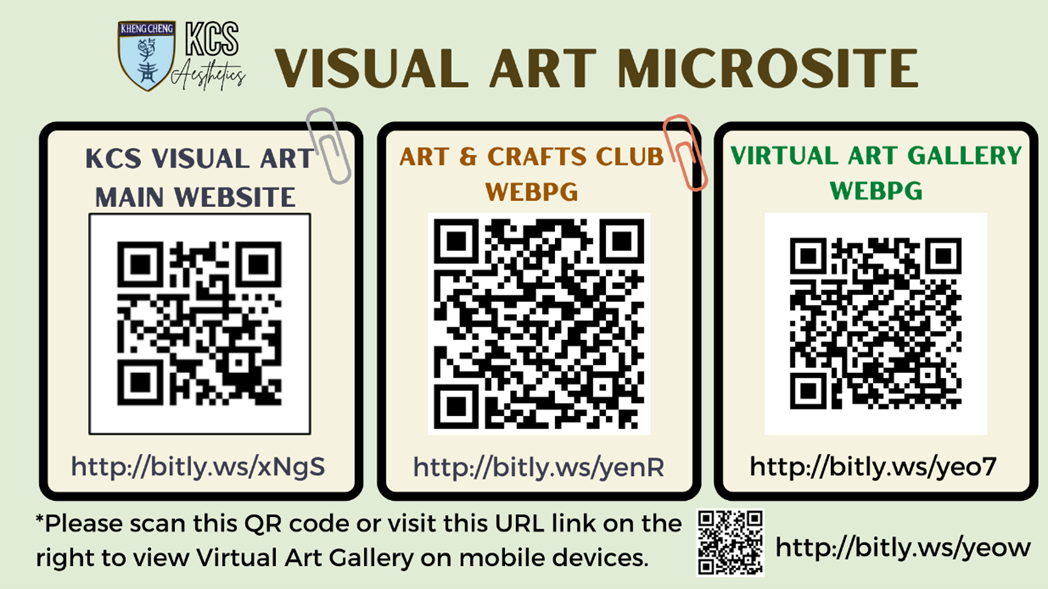 KHENG CHENG
KCS
Aesthetics
VISUAL ART MICROSITE
KCS VISUAL ART
MAIN WEBSITE
http://bitly.ws/xNgS
ART & CRAFTS CLUB
WEBPG
http://bitly.ws/yenR
VIRTUAL ART GALLERY
WEBPG
http://bitly.ws/yeo7
*Please scan this QR code or visit this URL link on the
right to view Virtual Art Gallery on mobile devices.
http://bitly.ws/yeow